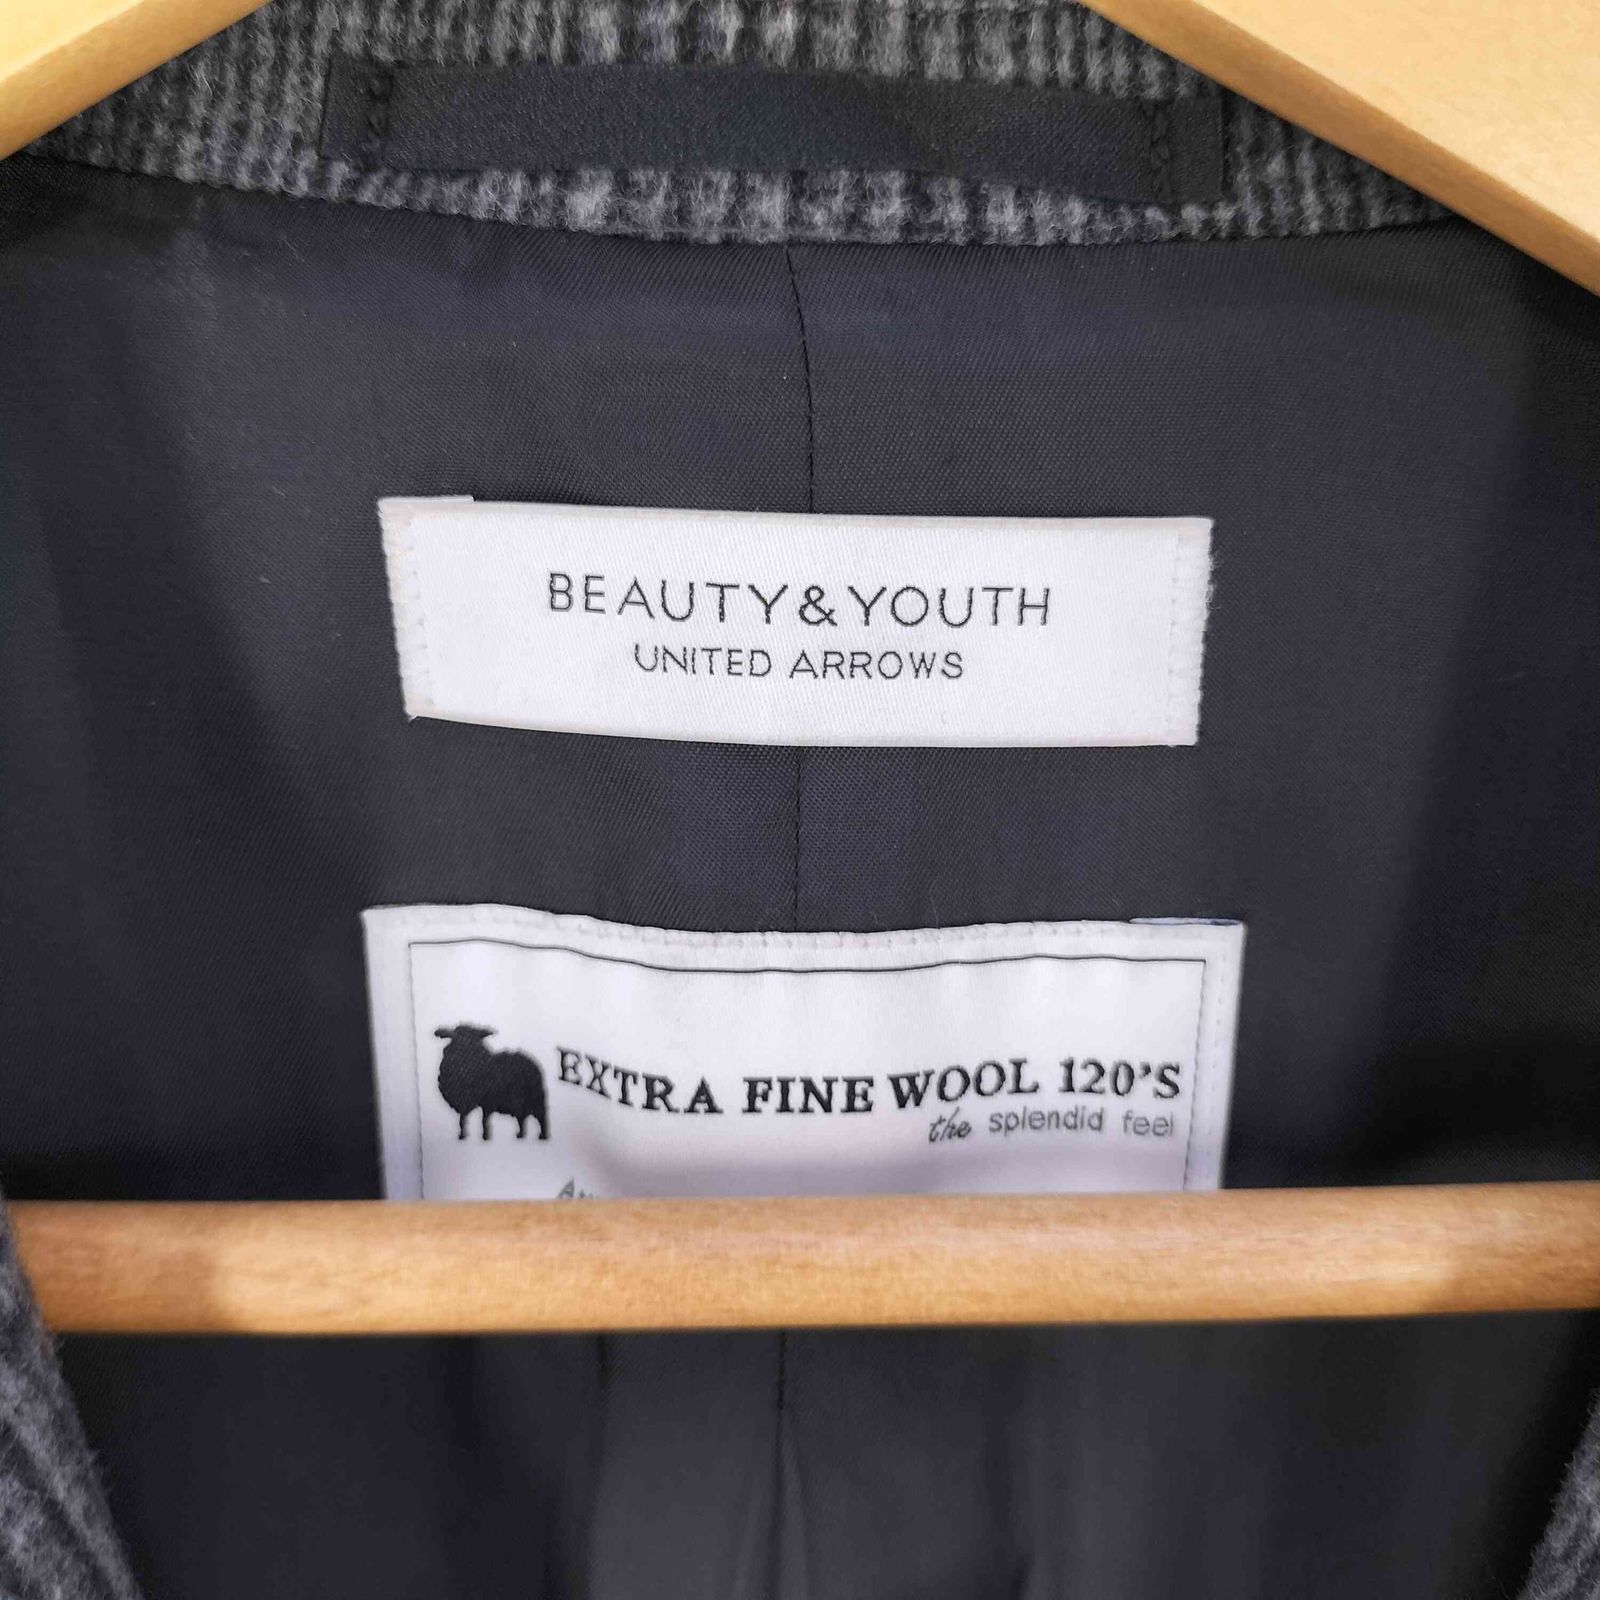 BEAUTY&YOUTH
UNITED ARROWS
EXTRA FINE WOOL 120'S
the splendid feel